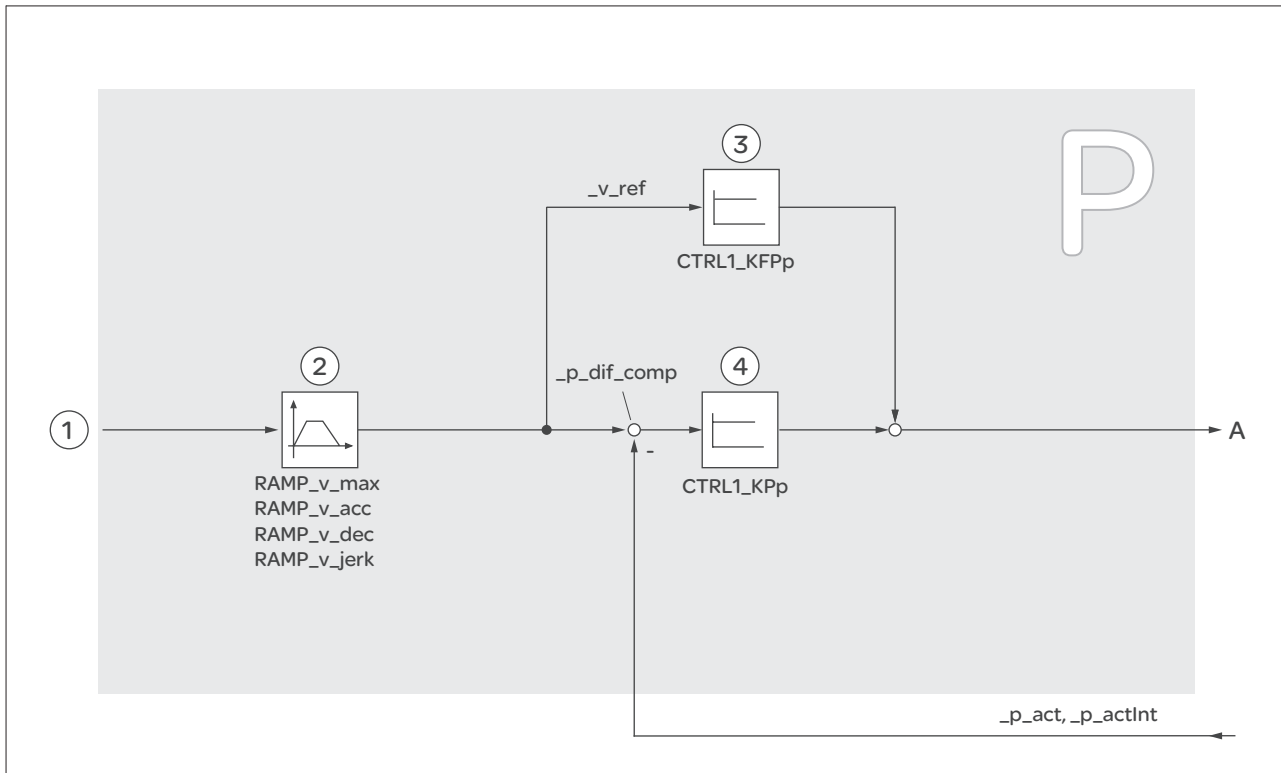 P
3
_v_ref
CTRL1_KFPp
2
_p_dif_comp
4
1
A
-
RAMP_v_max
RAMP_v_acc
RAMP_v_dec
RAMP_v_jerk
CTRL1_KPp
_p_act, _p_actInt